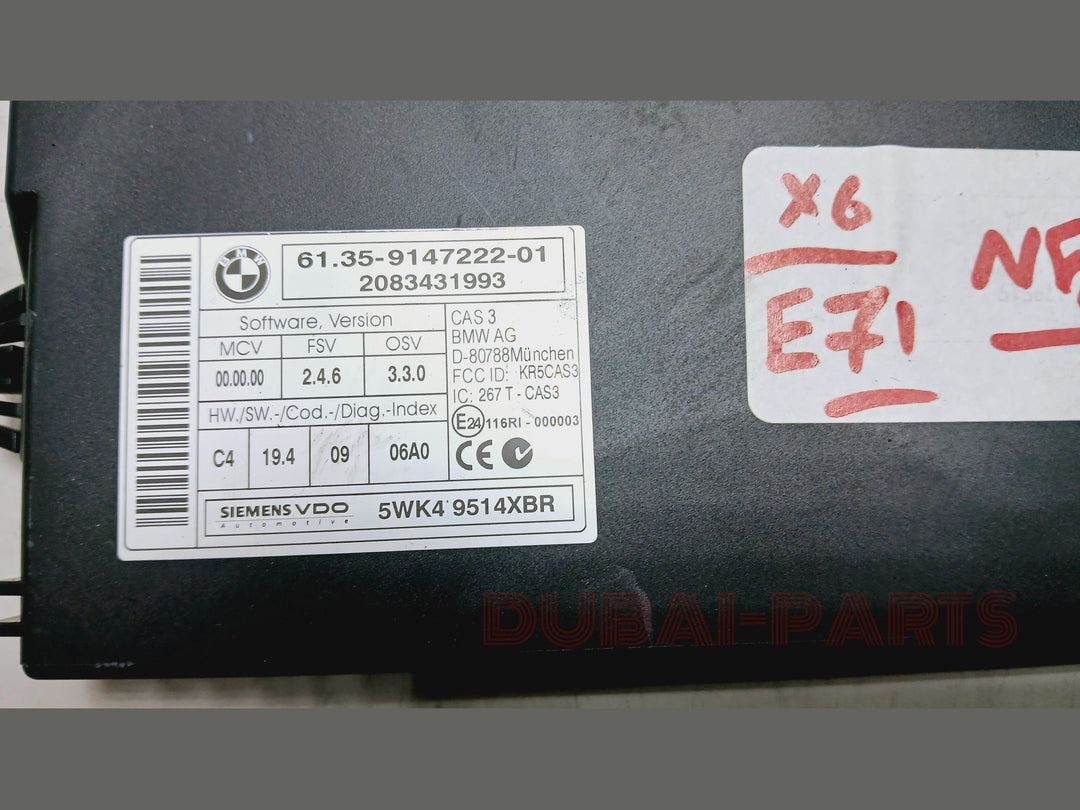 BMW
61.35-9147222-01
2083431993
Software, Version
MCV FSV OSV
00.00.00 2.4.6 3.3.0
HW./SW.-/Cod.-/Diag.-Index
C4 19.4 09 06A0
CAS 3
BMW AG
D-80788München
FCC ID: KR5CAS3
IC: 267 T - CAS3
E24 116RI - 000003
CE
SIEMENS VDO
Automotive
5WK4 9514XBR
X6
E71
DUBAI-PARTS